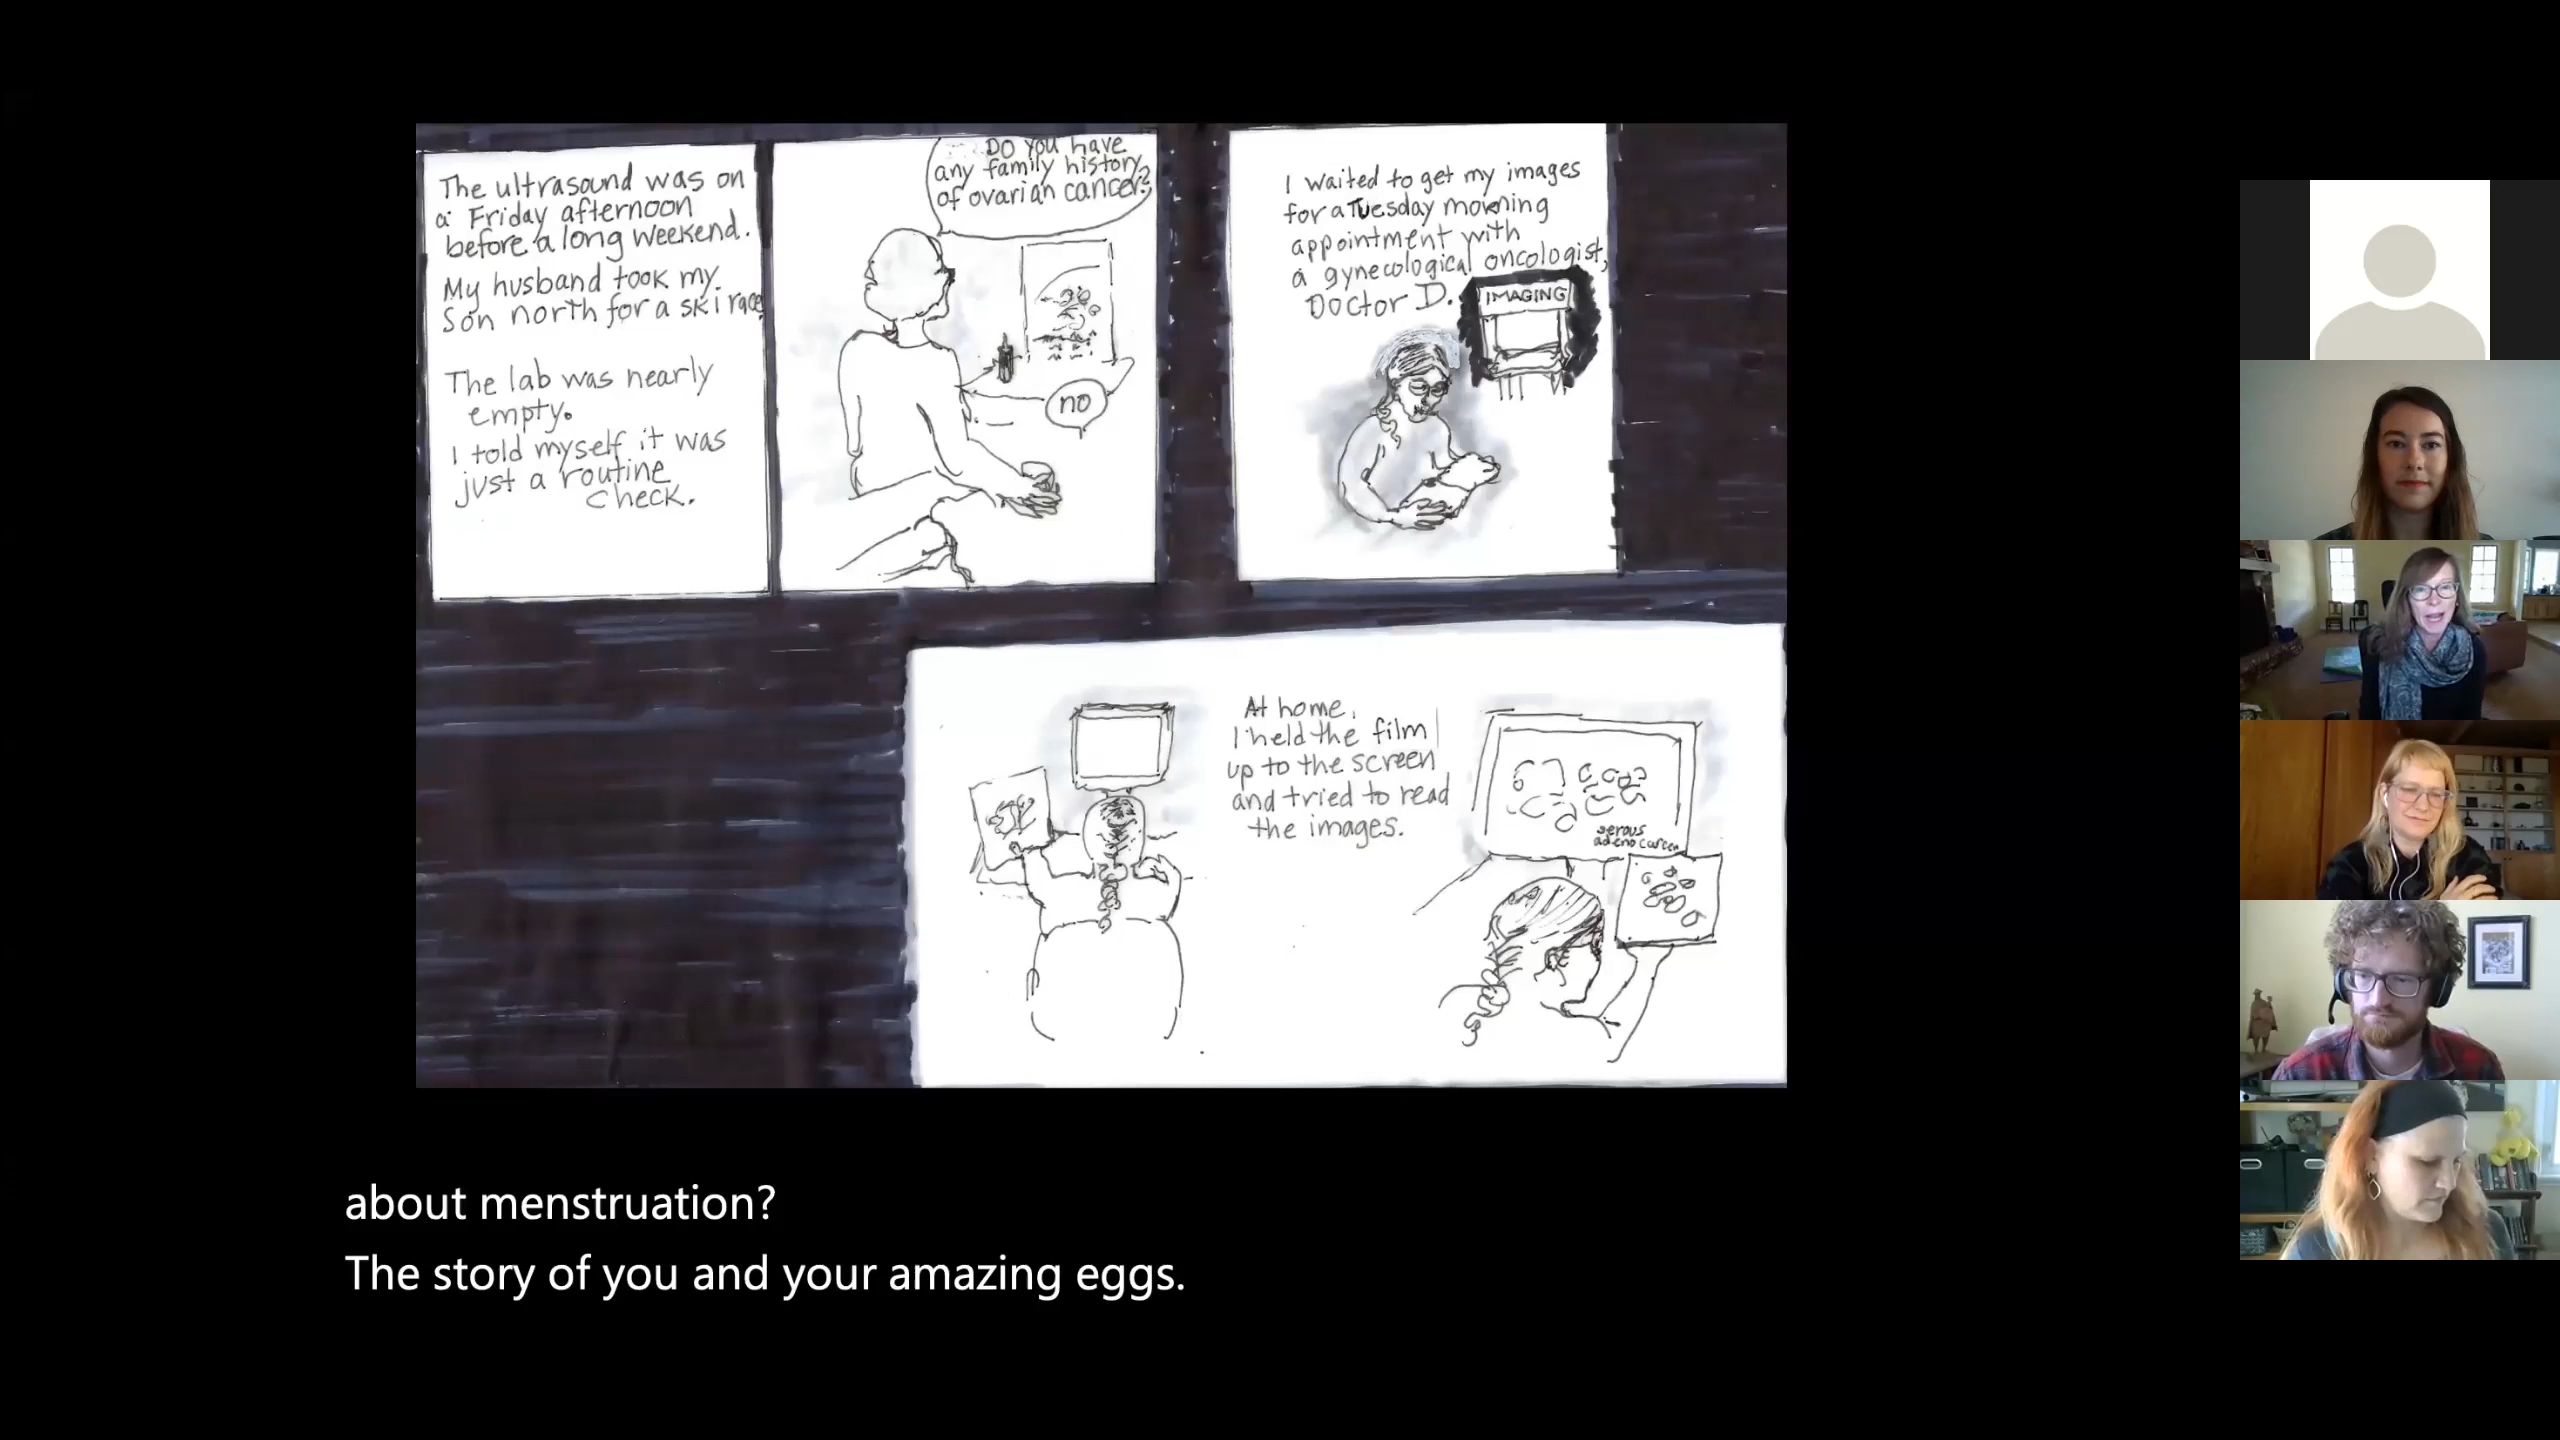 The ultrasound was on
a Friday afternoon
before a long weekend.
My husband took my
son north for a ski race.
The lab was nearly
empty.
I told myself it was
just a routine
check.
Do you have
any family history
of ovarian cancer?
no
I waited to get my images
for a Tuesday morning
appointment with
a gynecological oncologist,
Doctor D.
IMAGING
At home,
I held the film
up to the screen
and tried to read
the images.
serous
about menstruation?
The story of you and your amazing eggs.